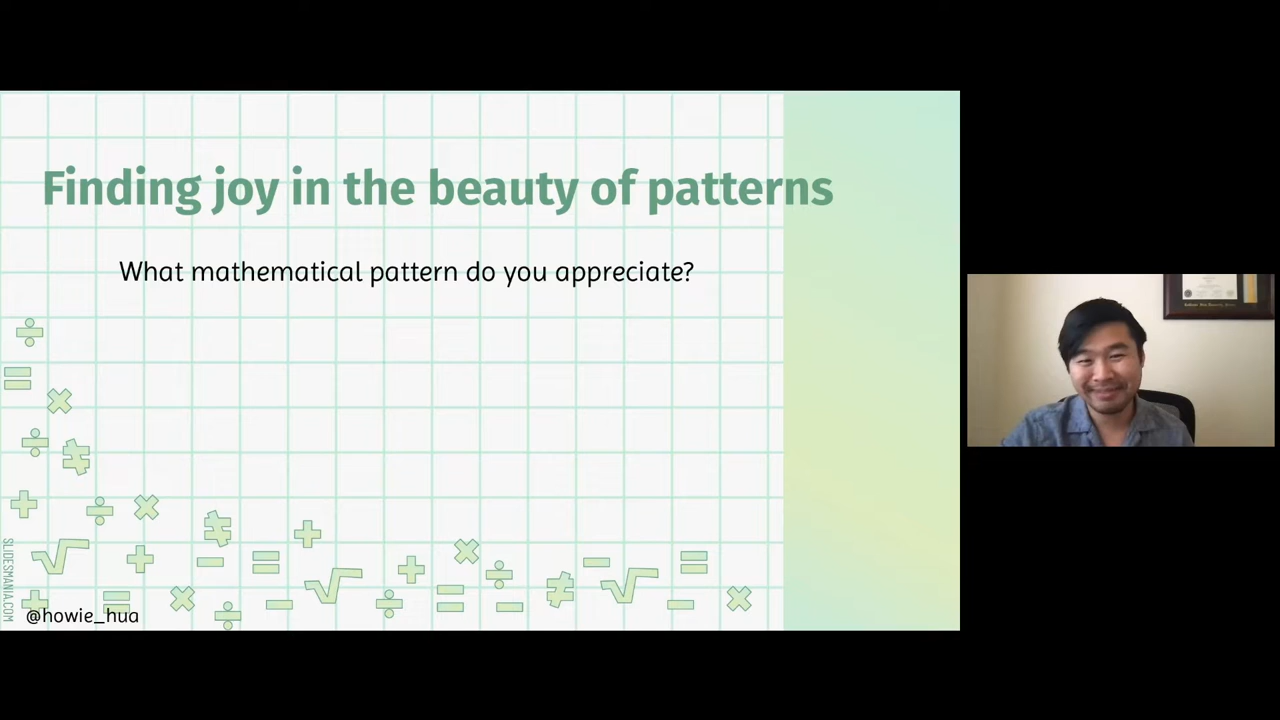 Finding joy in the beauty of patterns
What mathematical pattern do you appreciate?
SLIDESMANIA.COM
@howie_hua